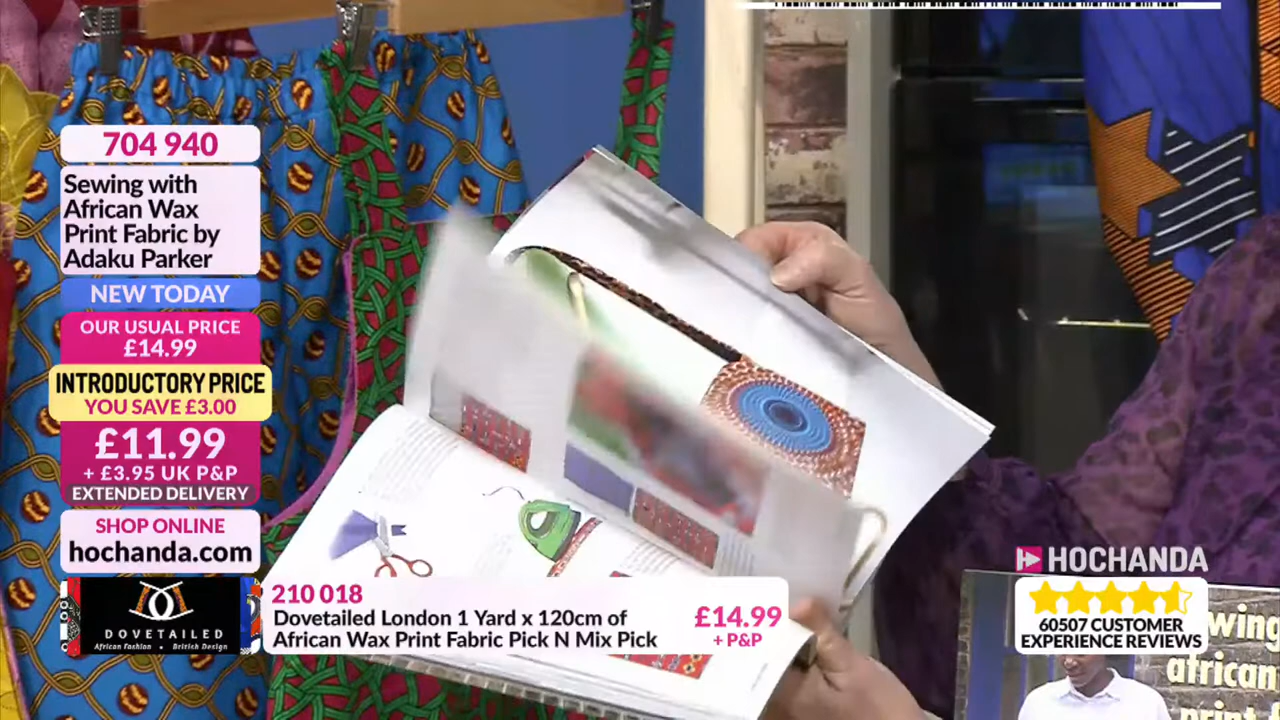 704 940
Sewing with
African Wax
Print Fabric by
Adaku Parker
NEW TODAY
OUR USUAL PRICE
£14.99
INTRODUCTORY PRICE
YOU SAVE £3.00
£11.99
+ £3.95 UK P&P
EXTENDED DELIVERY
SHOP ONLINE
hochanda.com
DOVETAILED
African Fashion • British Design
210 018
Dovetailed London 1 Yard x 120cm of
African Wax Print Fabric Pick N Mix Pick
£14.99
+ P&P
HOCHANDA
60507 CUSTOMER
EXPERIENCE REVIEWS
wing
african
print